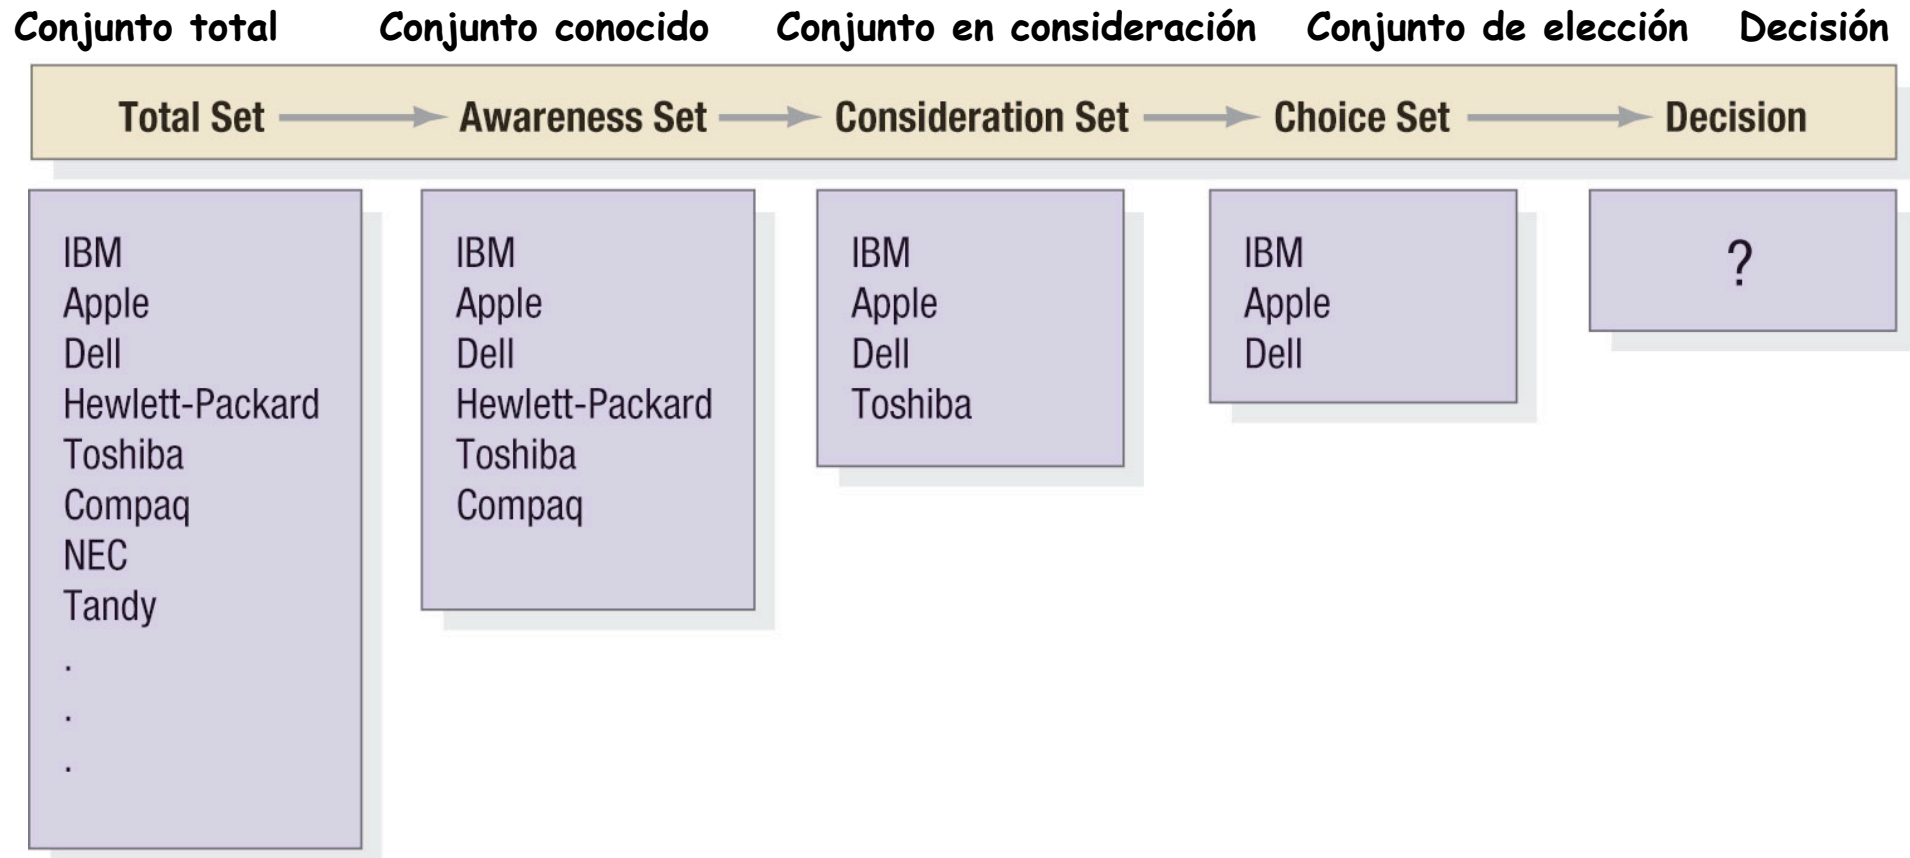 Conjunto total Conjunto conocido Conjunto en consideración Conjunto de elección Decisión
Total Set Awareness Set Consideration Set Choice Set Decision
IBM
Apple
Dell
Hewlett-Packard
Toshiba
Compaq
NEC
Tandy
.
.
.
IBM
Apple
Dell
Hewlett-Packard
Toshiba
Compaq
IBM
Apple
Dell
Toshiba
IBM
Apple
Dell
?